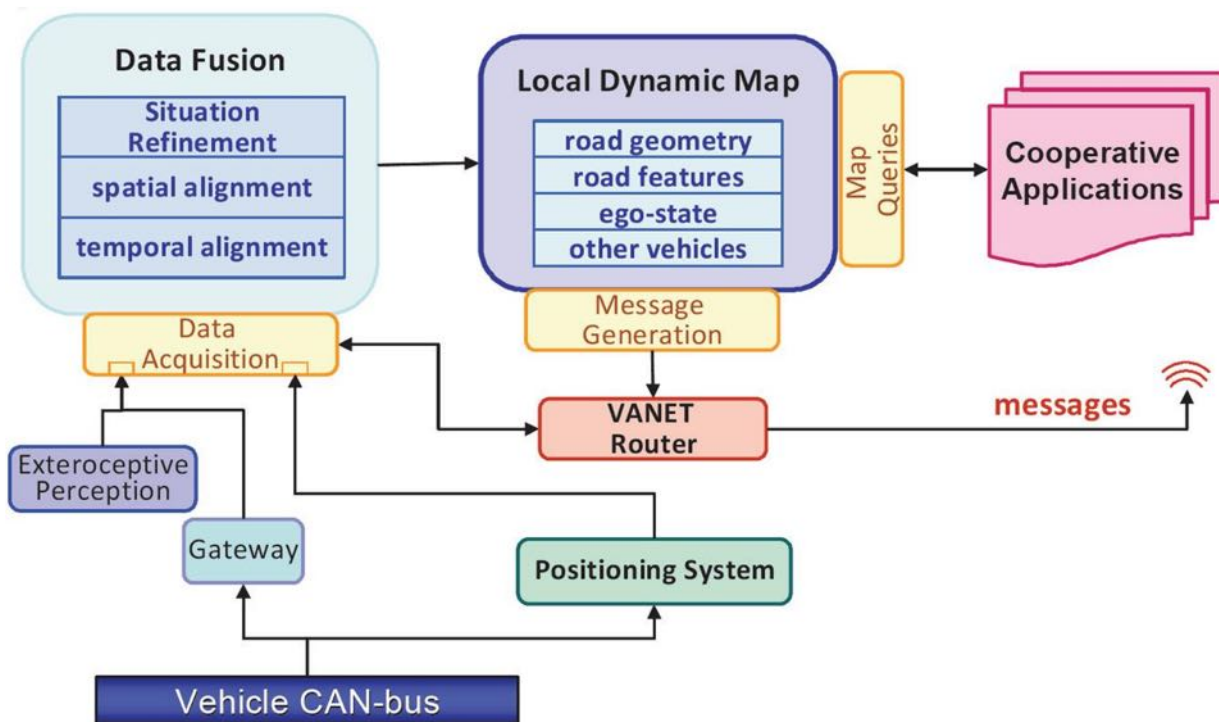 Data Fusion
Situation
Refinement
spatial alignment
temporal alignment
Data
Acquisition
Local Dynamic Map
road geometry
road features
ego-state
other vehicles
Map
Queries
Cooperative
Applications
Message
Generation
VANET
Router
messages
Exteroceptive
Perception
Gateway
Positioning System
Vehicle CAN-bus